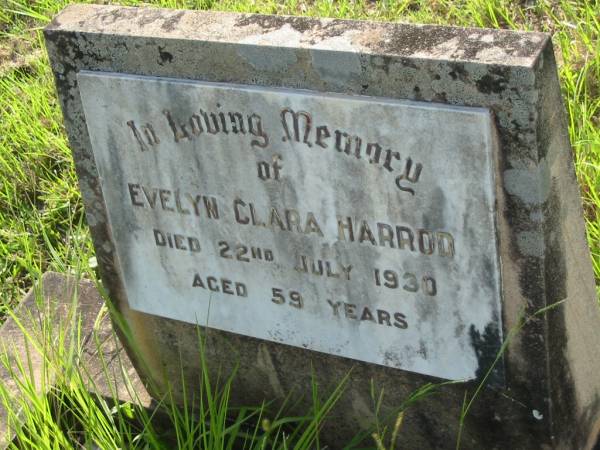 In Loving Memory
of
EVELYN CLARA HARROD
DIED 22ND JULY 1930
AGED 59 YEARS